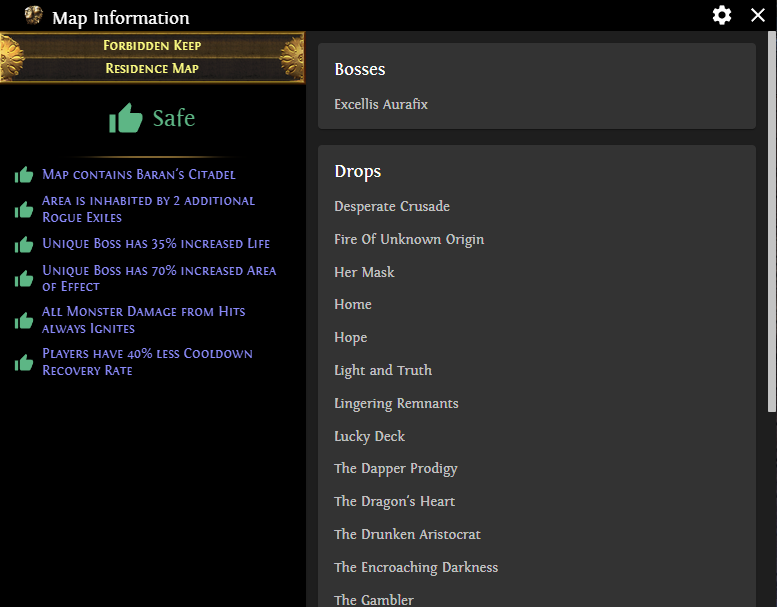 Map Information
Forbidden Keep
Residence Map
Safe
Map contains Baran's Citadel
Area is inhabited by 2 additional
Rogue Exiles
Unique Boss has 35% increased Life
Unique Boss has 70% increased Area
of Effect
All Monster Damage from Hits
always Ignites
Players have 40% less Cooldown
Recovery Rate
Bosses
Excellis Aurafix
Drops
Desperate Crusade
Fire Of Unknown Origin
Her Mask
Home
Hope
Light and Truth
Lingering Remnants
Lucky Deck
The Dapper Prodigy
The Dragon's Heart
The Drunken Aristocrat
The Encroaching Darkness
The Gambler